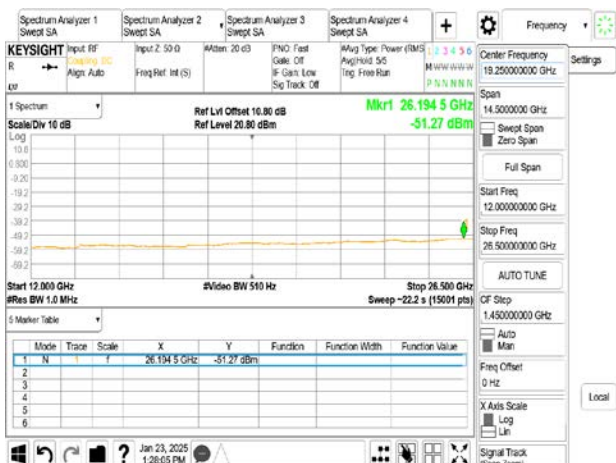 Spectrum Analyzer 1
Swept SA
Spectrum Analyzer 2
Swept SA
Spectrum Analyzer 3
Swept SA
Spectrum Analyzer 4
Swept SA
+
Frequency
Settings
KEYSIGHT
R
Input: RF
Coupling: DC
Align: Auto
Input Z: 50 Ω
Freq Ref: Int (S)
#Atten: 20 dB
PNO: Fast
Gate: Off
IF Gain: Low
Sig Track: Off
#Avg Type: Power (RMS
Avg|Hold: 5/5
Trig: Free Run
1 2 3 4 5 6
M W W W W W
P N N N N N
1 Spectrum
Scale/Div 10 dB
Log
Ref Lvl Offset 10.80 dB
Ref Level 20.80 dBm
Mkr1 26.194 5 GHz
-51.27 dBm
10.8
0.800
-9.20
-19.2
-29.2
-39.2
-49.2
-59.2
-69.2
Start 12.000 GHz
#Video BW 510 Hz
Stop 26.500 GHz
#Res BW 1.0 MHz
Sweep ~22.2 s (15001 pts)
5 Marker Table
Mode Trace Scale X Y Function Function Width Function Value
1 N 1 f 26.194 5 GHz -51.27 dBm
2
3
4
5
6
Jan 23, 2025
1:28:05 PM
Center Frequency
19.250000000 GHz
Span
14.5000000 GHz
Swept Span
Zero Span
Full Span
Start Freq
12.000000000 GHz
Stop Freq
26.500000000 GHz
AUTO TUNE
CF Step
1.450000000 GHz
Auto
Man
Freq Offset
0 Hz
X Axis Scale
Log
Lin
Signal Track
Local